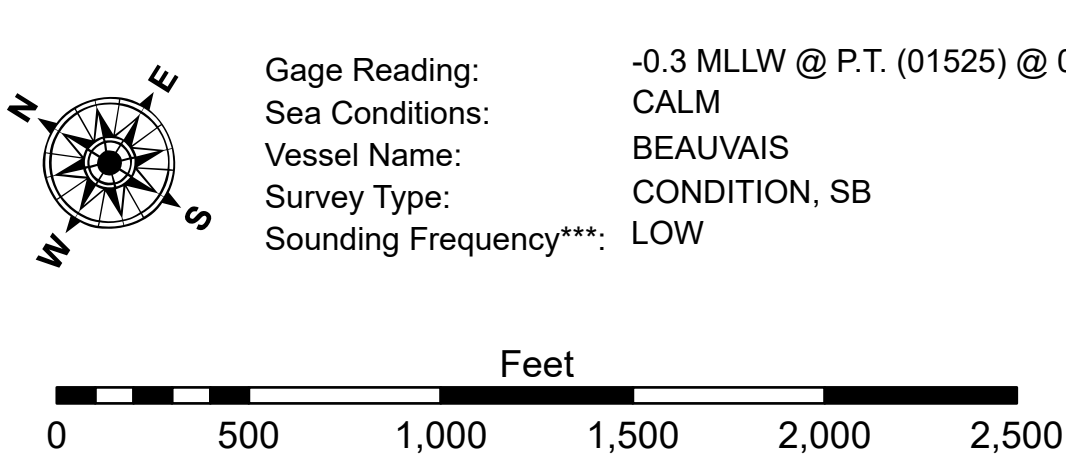 N E S W
Gage Reading: -0.3 MLLW @ P.T. (01525) @
Sea Conditions: CALM
Vessel Name: BEAUVAIS
Survey Type: CONDITION, SB
Sounding Frequency***: LOW
Feet
0 500 1,000 1,500 2,000 2,500